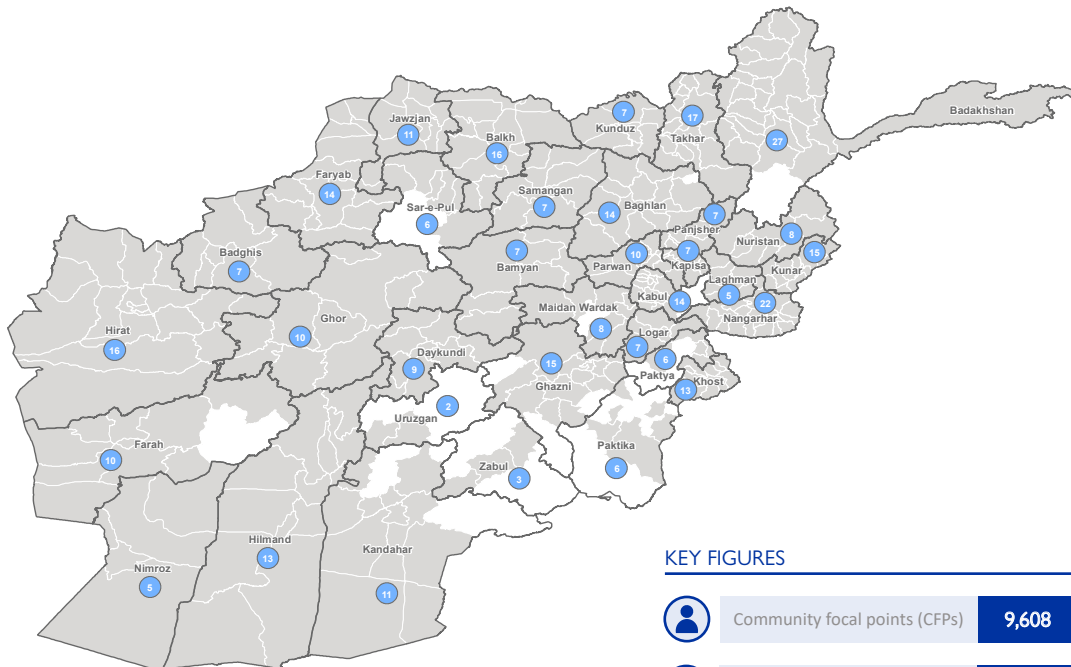 Badakhshan
27
Jawzjan
11
Balkh
16
7
Kunduz
17
Takhar
Faryab
14
Sar-e-Pul
6
Samangan
7
14
Baghlan
7
Panjsher
7
Kapisa
Nuristan
8
15
Kunar
Badghis
7
7
Bamyan
10
Parwan
Laghman
5
22
Nangarhar
Kabul
14
Maidan Wardak
8
Hirat
16
Ghor
10
Daykundi
9
15
Ghazni
Logar
7
6
Paktya
Khost
13
2
Uruzgan
Farah
10
Zabul
3
Paktika
6
Hilmand
13
Kandahar
11
Nimroz
5
KEY FIGURES
Community focal points (CFPs)
9,608